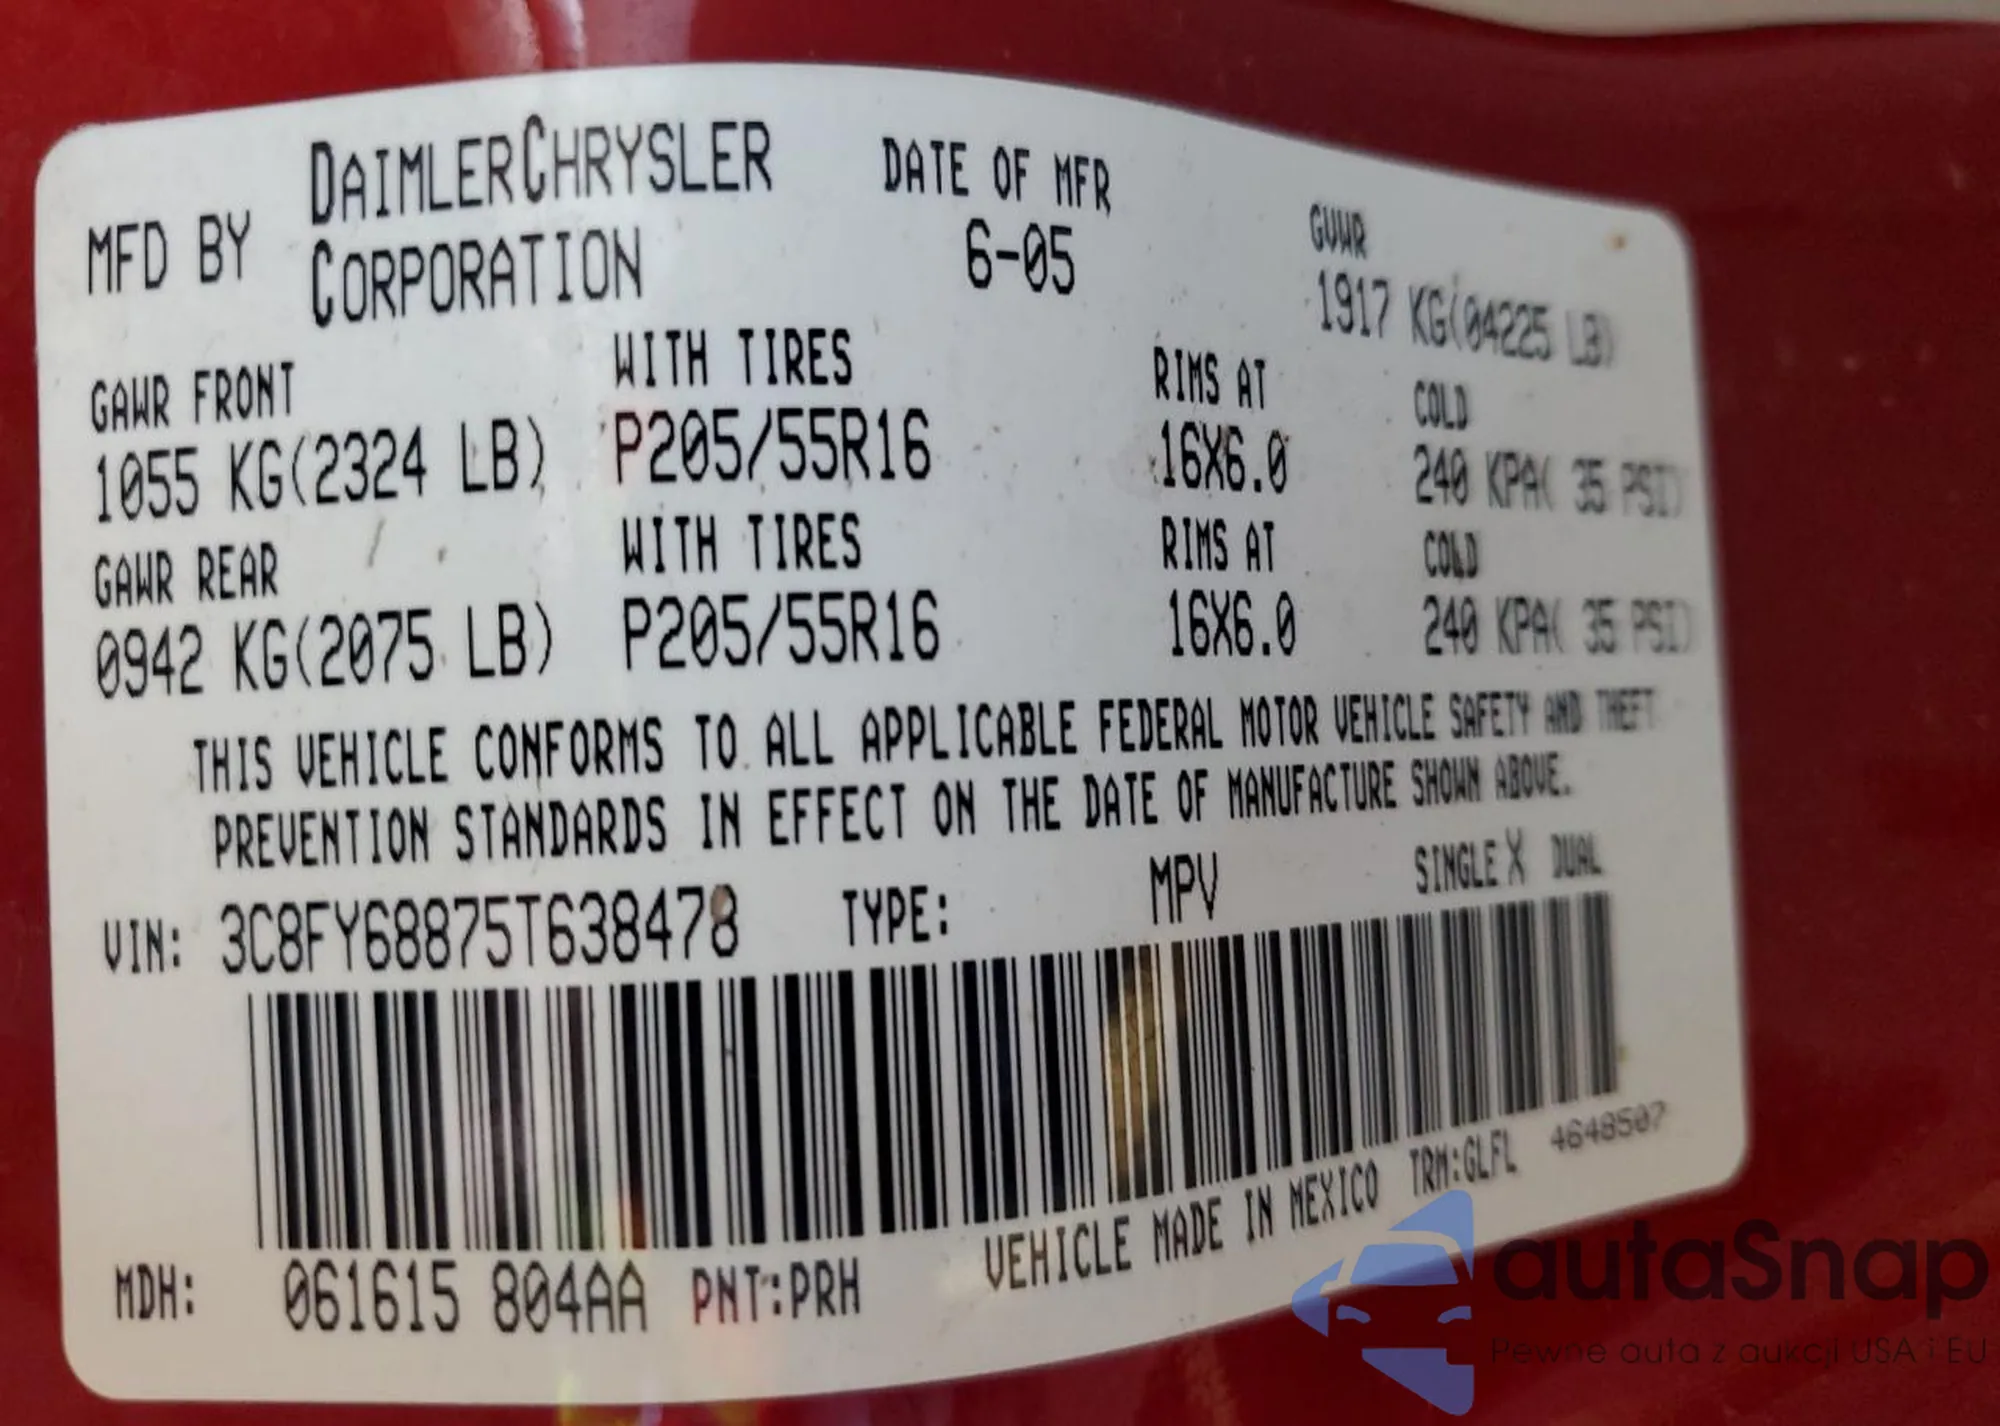 MFD BY DAIMLERCHRYSLER CORPORATION
DATE OF MFR
6-05
GVWR
1917 KG(04225 LB)
GAWR FRONT WITH TIRES RIMS AT COLD
1055 KG(2324 LB) P205/55R16 16X6.0 240 KPA( 35 PSI)
GAWR REAR WITH TIRES RIMS AT COLD
0942 KG(2075 LB) P205/55R16 16X6.0 240 KPA( 35 PSI)
THIS VEHICLE CONFORMS TO ALL APPLICABLE FEDERAL MOTOR VEHICLE SAFETY AND THEFT
PREVENTION STANDARDS IN EFFECT ON THE DATE OF MANUFACTURE SHOWN ABOVE.
VIN: 3C8FY68875T638478 TYPE: MPV SINGLE X DUAL
MDH: 061615 804AA PNT:PRH VEHICLE MADE IN MEXICO TRM:GLFL 4648507
autaSnap
Pewne auta z aukcji USA i EU